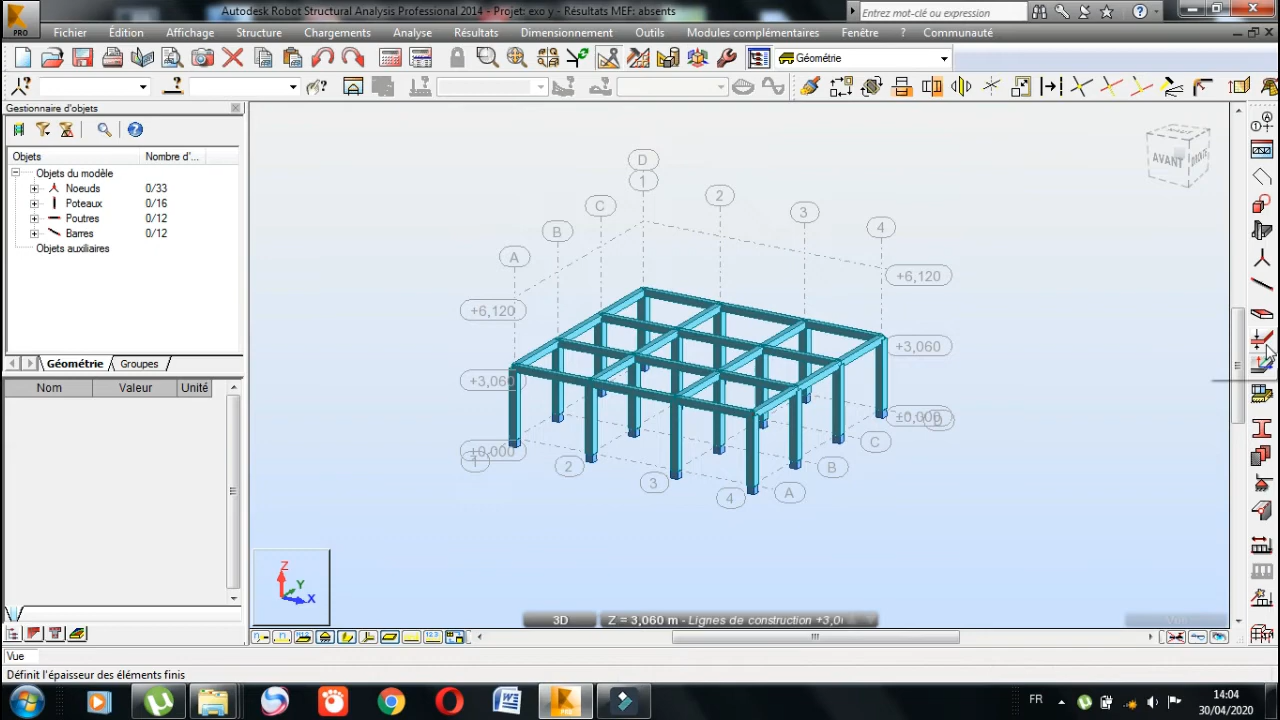 Autodesk Robot Structural Analysis Professional 2014 - Projet: exo y - Résultats MEF: absents
Entrez mot-clé ou expression
PRO
Fichier Édition Affichage Structure Chargements Analyse Résultats Dimensionnement Outils Modules complémentaires Fenêtre ? Communauté
Géométrie
Gestionnaire d'objets
Objets Nombre d'...
Objets du modèle
Noeuds 0/33
Poteaux 0/16
Poutres 0/12
Barres 0/12
Objets auxiliaires
Géométrie Groupes
Nom Valeur Unité
D
1
2
C
3
B
4
A
+6,120
+6,120
+3,060
+3,060
±0,000
±0,000
D
1
2
3
4
A
B
C
AVANT
Z
Y
X
3D
Z = 3,060 m - Lignes de construction +3,0
Vue
Vue
Définit l'épaisseur des éléments finis
PRO
FR
14:04
30/04/2020